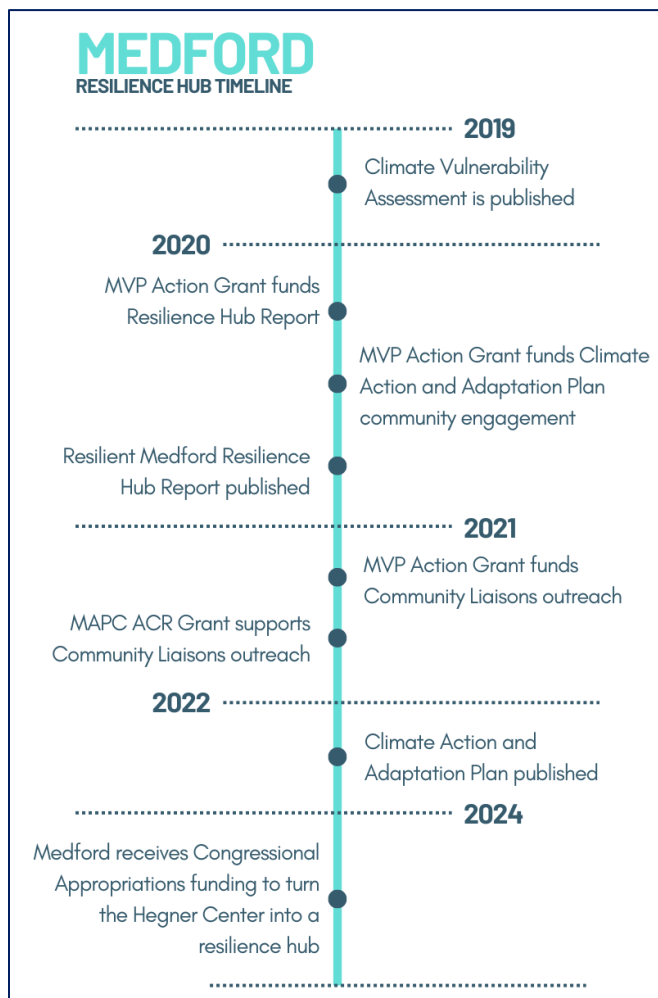 MEDFORD
RESILIENCE HUB TIMELINE
2019
Climate Vulnerability
Assessment is published
2020
MVP Action Grant funds
Resilience Hub Report
MVP Action Grant funds Climate
Action and Adaptation Plan
community engagement
Resilient Medford Resilience
Hub Report published
2021
MVP Action Grant funds
Community Liaisons outreach
MAPC ACR Grant supports
Community Liaisons outreach
2022
Climate Action and
Adaptation Plan published
2024
Medford receives Congressional
Appropriations funding to turn
the Hegner Center into a
resilience hub